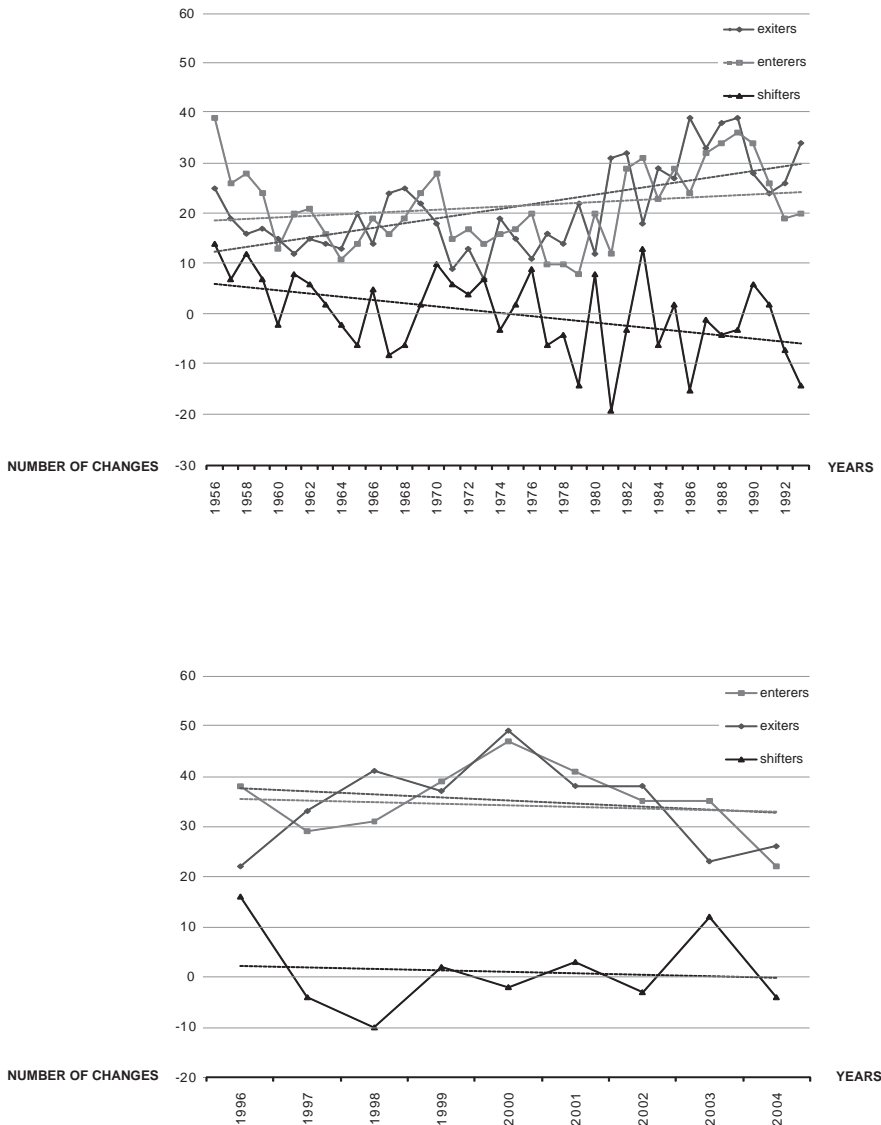 60
exiters
50
enterers
40
shifters
30
20
10
0
-10
-20
NUMBER OF CHANGES -30 YEARS
1956 1958 1960 1962 1964 1966 1968 1970 1972 1974 1976 1978 1980 1982 1984 1986 1988 1990 1992
60
enterers
50
exiters
40
shifters
30
20
10
0
-10
NUMBER OF CHANGES -20 YEARS
1996 1997 1998 1999 2000 2001 2002 2003 2004